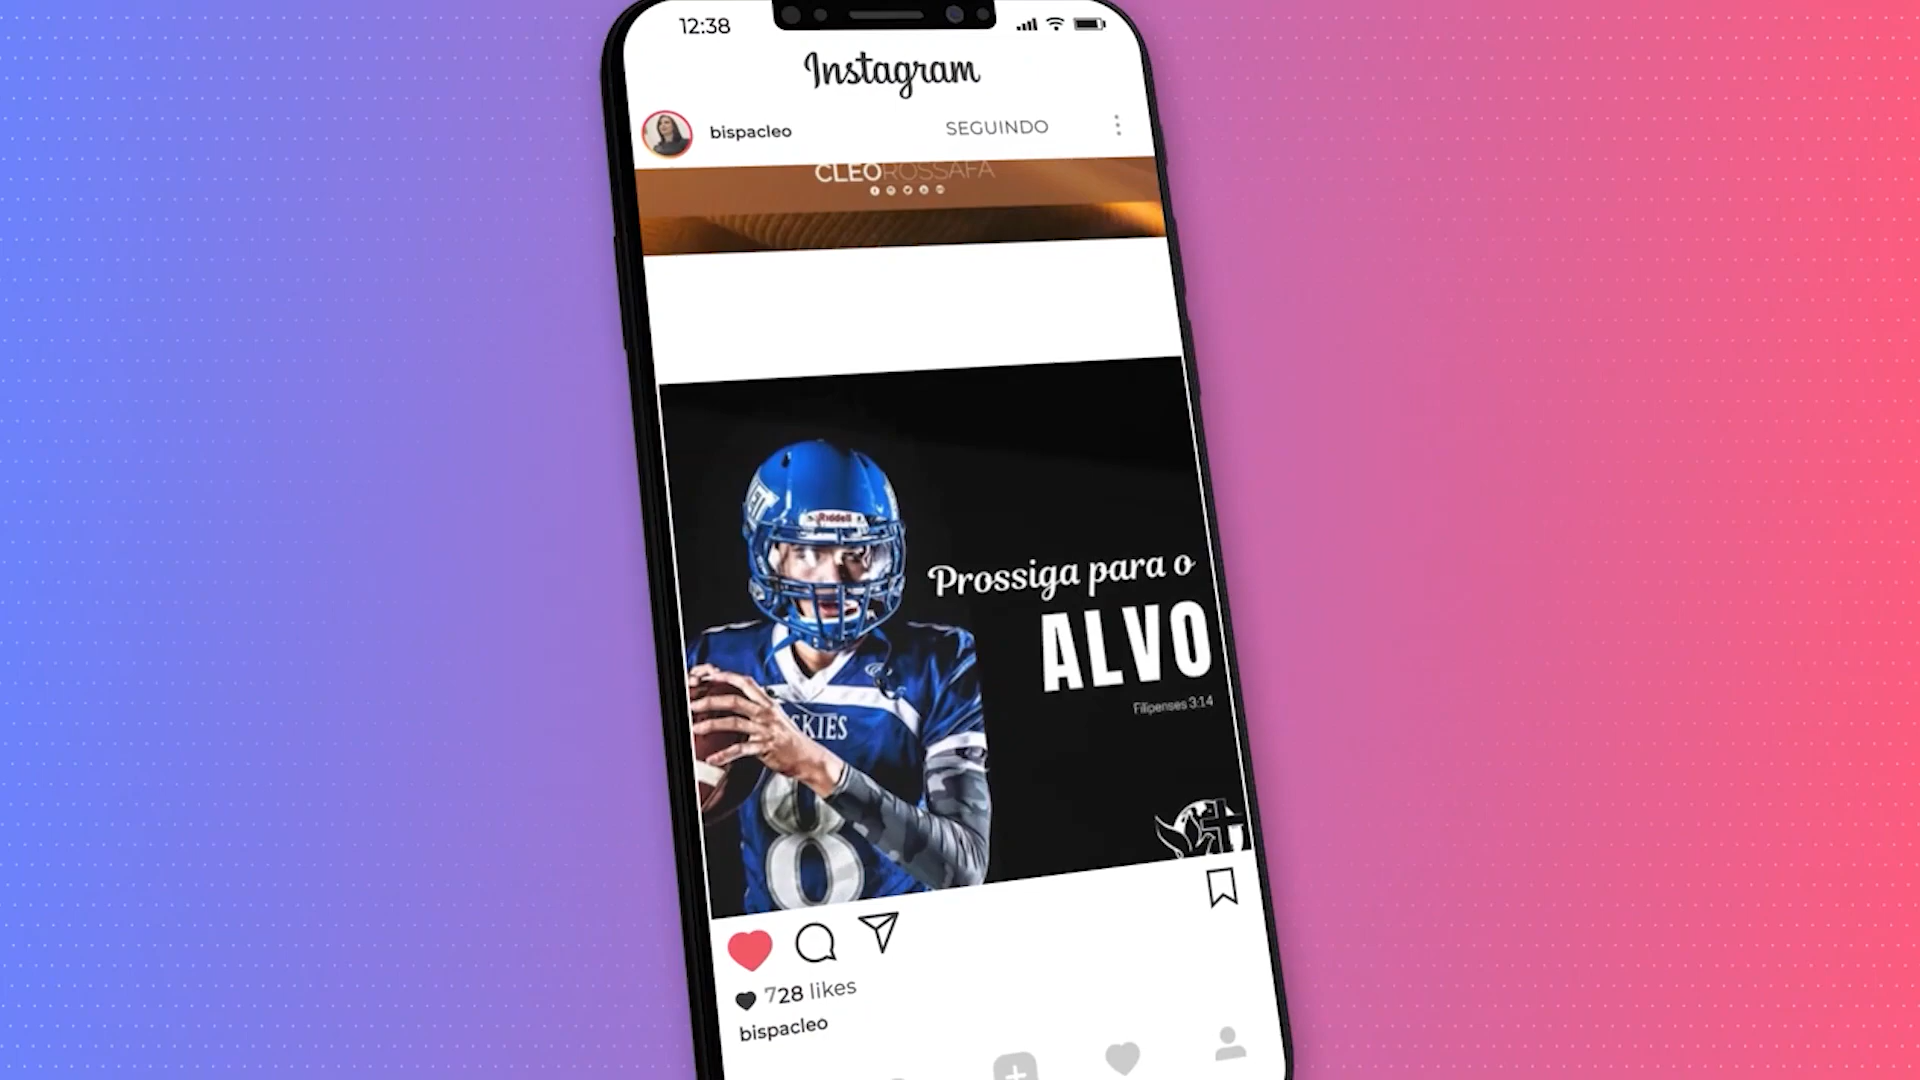 12:38
Instagram
bispacleo
SEGUINDO
CLEOROSSAFA
Riddell
Prossiga para o
ALVO
Filipenses 3:14
SKIES
8
728 likes
bispacleo